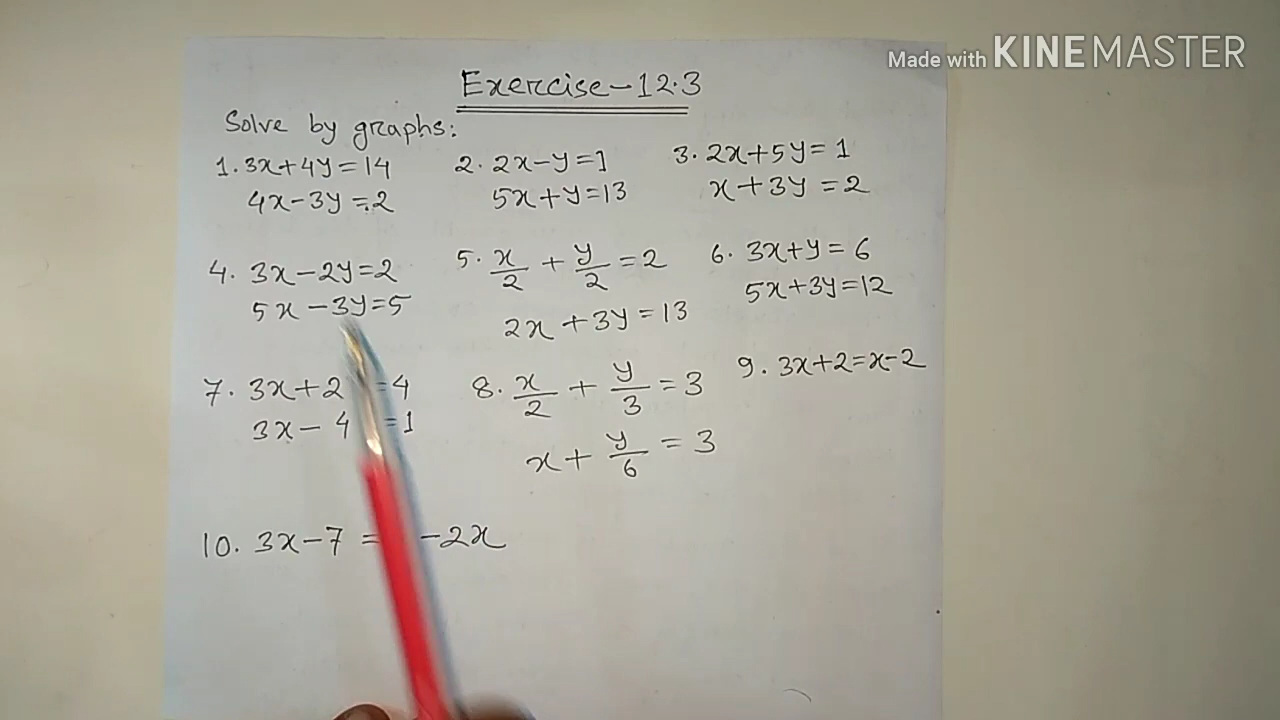 Made with KINEMASTER
Exercise-12.3
Solve by graphs:
1. 3x+4y=14
4x-3y=2
2. 2x-y=1
5x+y=13
3. 2x+5y=1
x+3y=2
4. 3x-2y=2
5x-3y=5
5. x/2 + y/2 = 2
2x+3y=13
6. 3x+y=6
5x+3y=12
7. 3x+2 =4
3x-4 =1
8. x/2 + y/3 = 3
x + y/6 = 3
9. 3x+2=x-2
10. 3x-7 = -2x